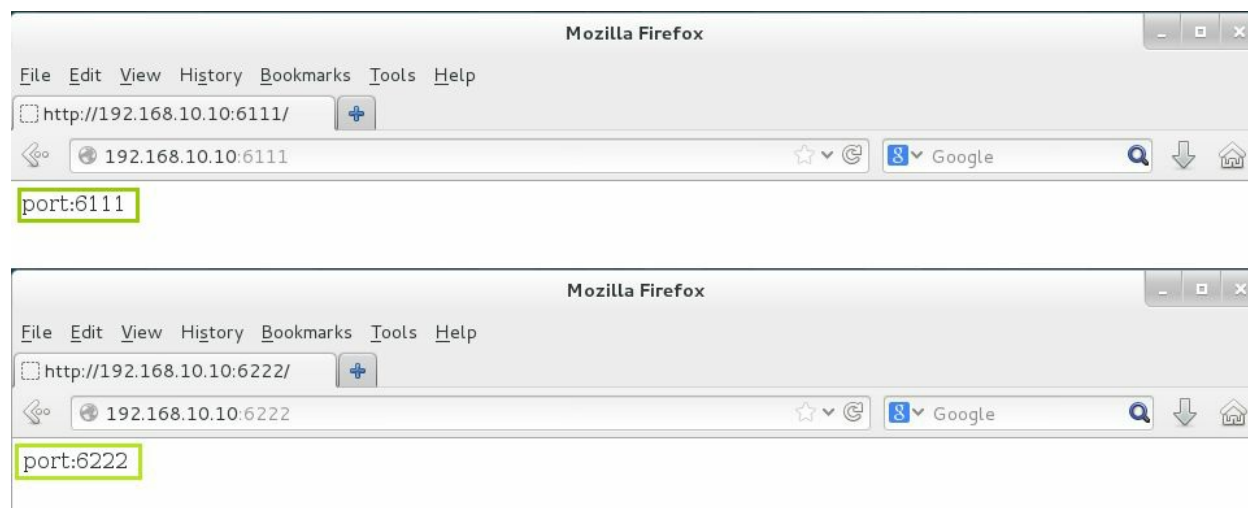 Mozilla Firefox
File Edit View History Bookmarks Tools Help
http://192.168.10.10:6111/
192.168.10.10:6111 8 Google
port:6111
Mozilla Firefox
File Edit View History Bookmarks Tools Help
http://192.168.10.10:6222/
192.168.10.10:6222 8 Google
port:6222